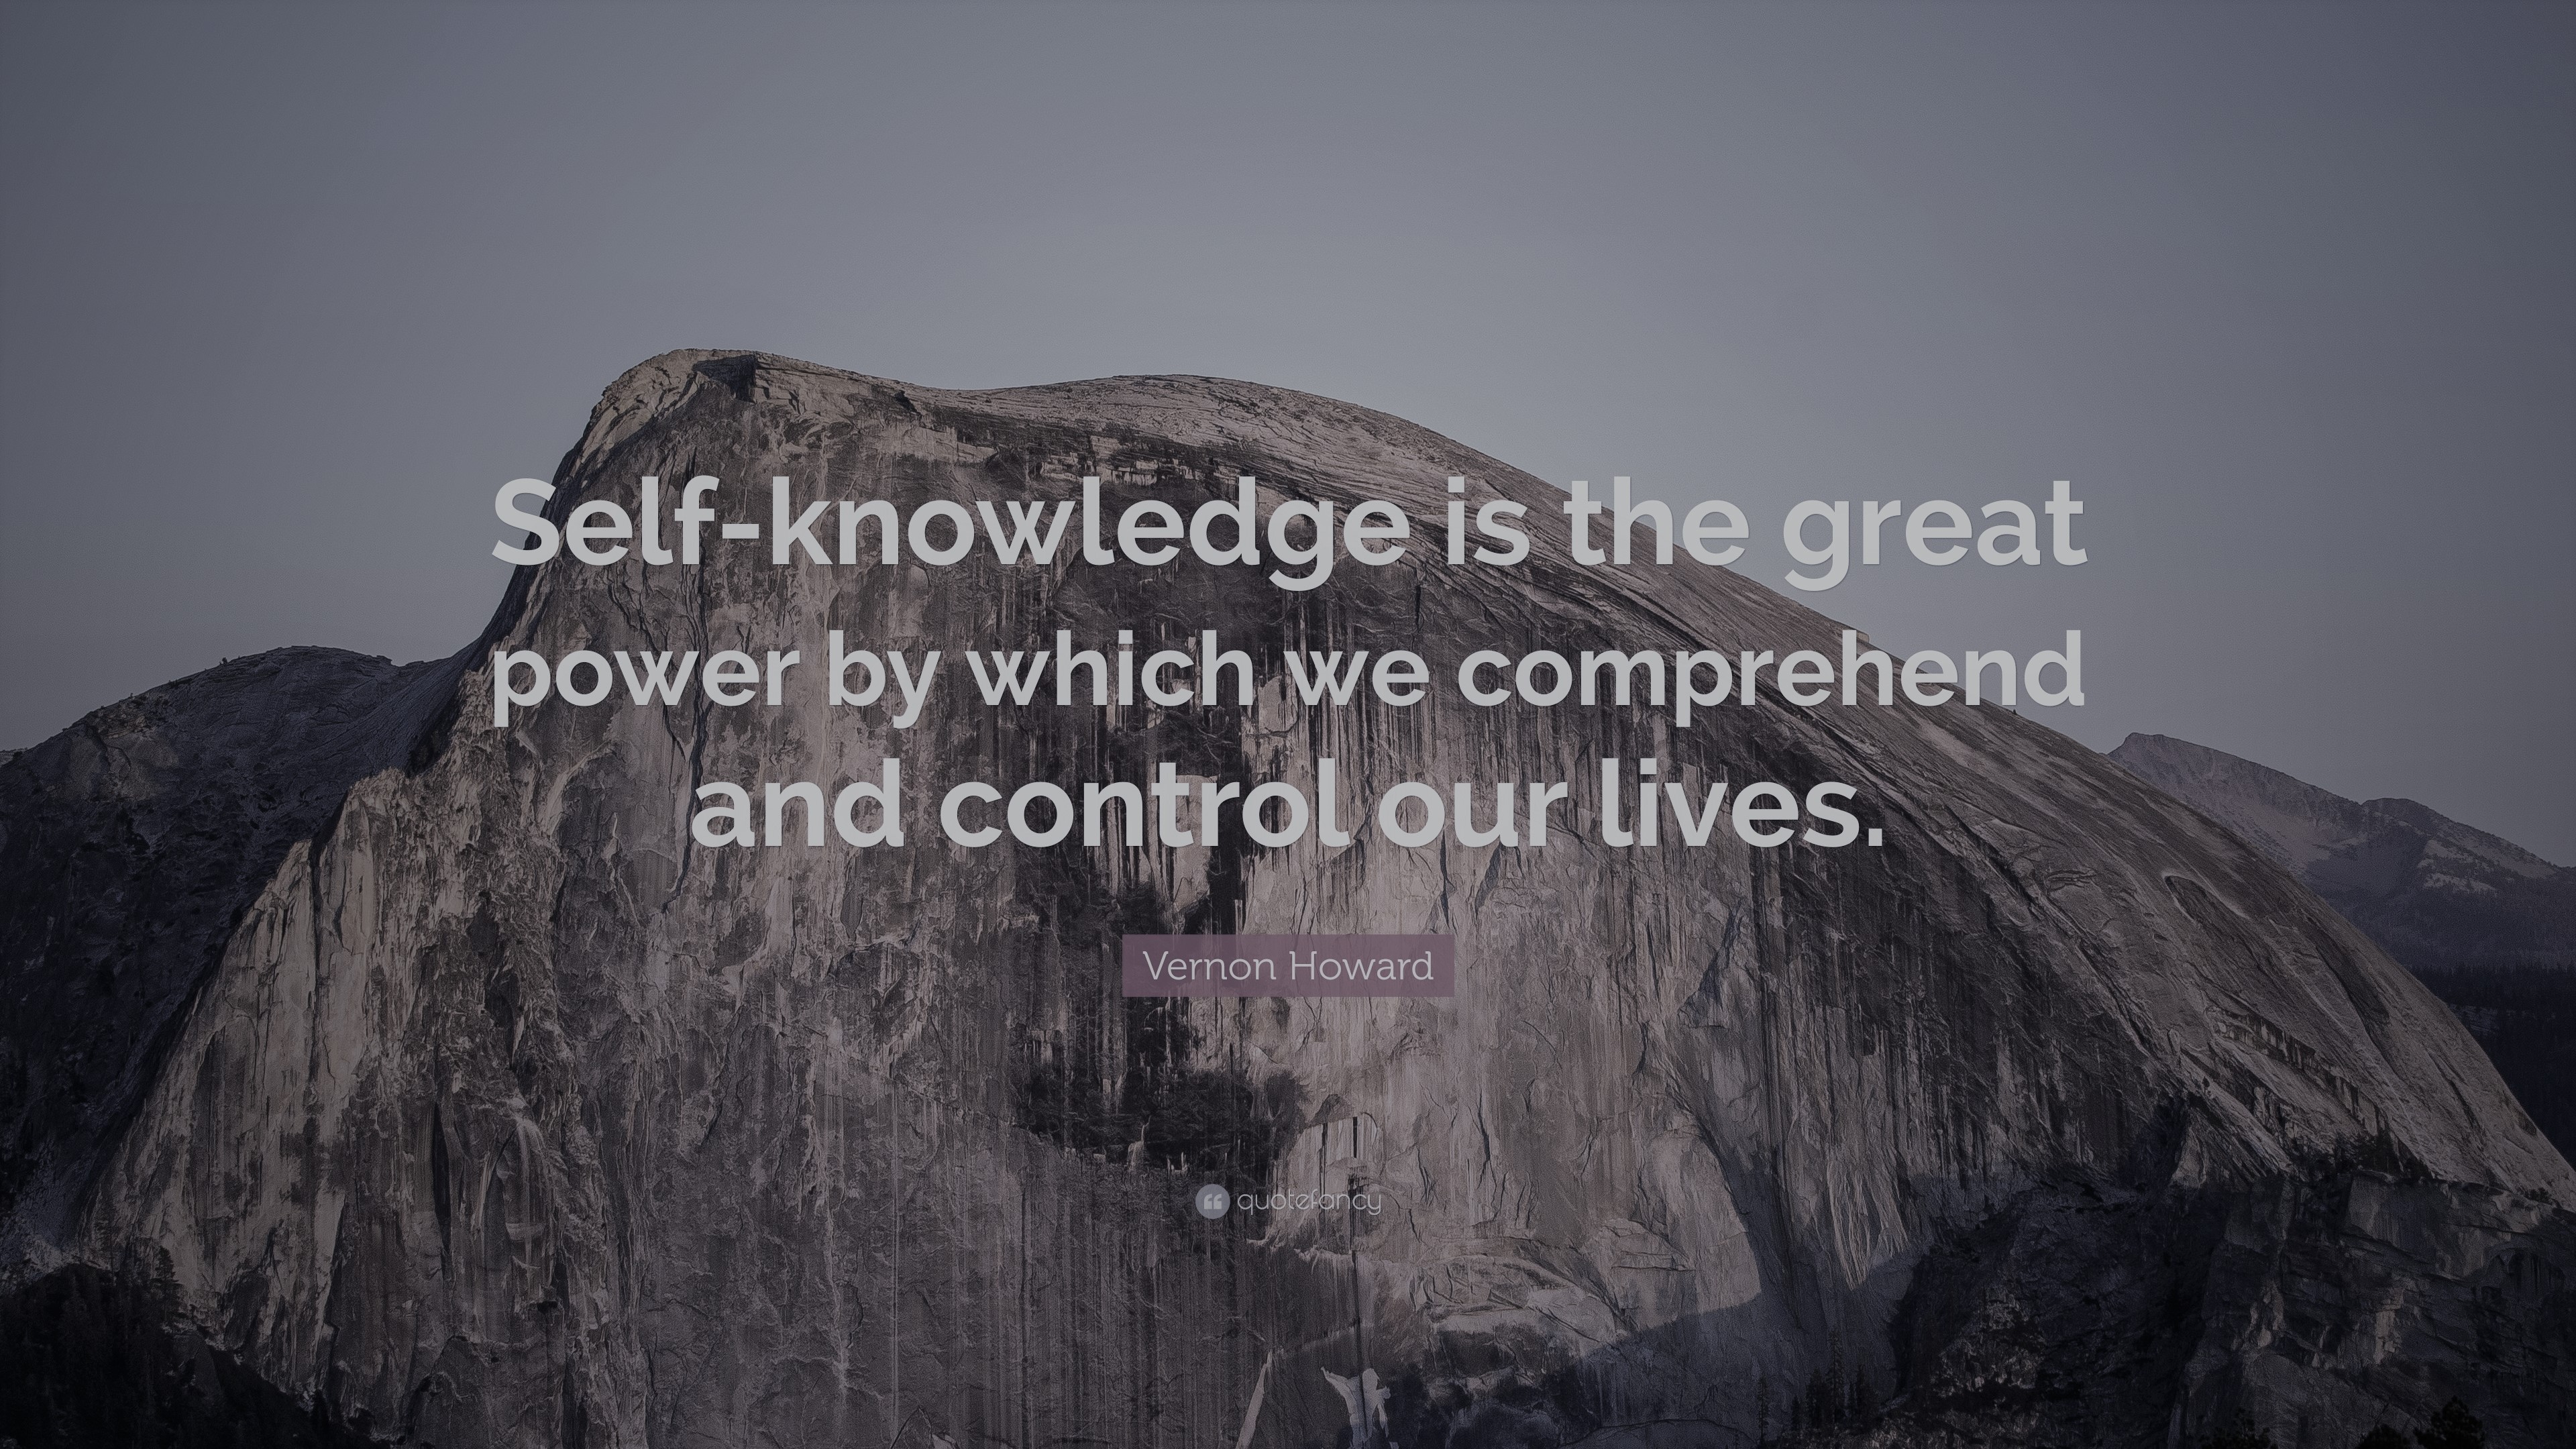 Self-knowledge is the great
power by which we comprehend
and control our lives.
Vernon Howard
quotefancy